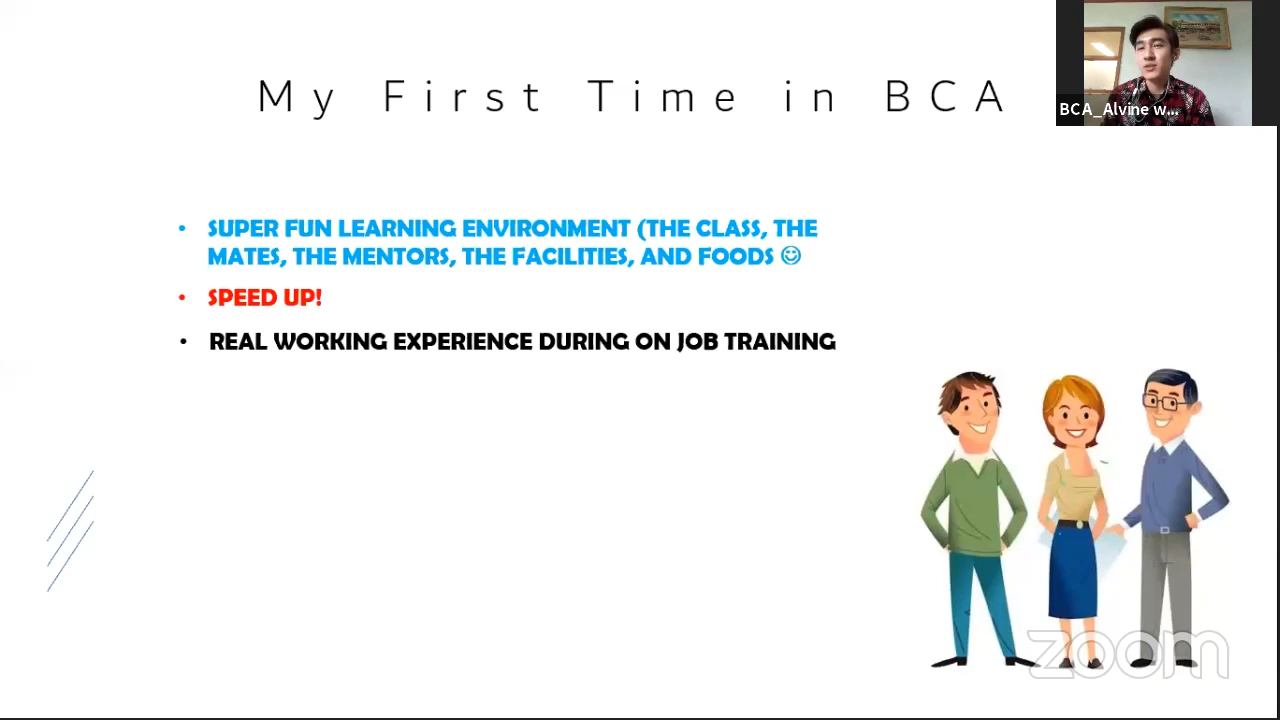 My First Time in BCA
BCA_Alvine w...
• SUPER FUN LEARNING ENVIRONMENT (THE CLASS, THE
MATES, THE MENTORS, THE FACILITIES, AND FOODS ☺
• SPEED UP!
• REAL WORKING EXPERIENCE DURING ON JOB TRAINING
zoom